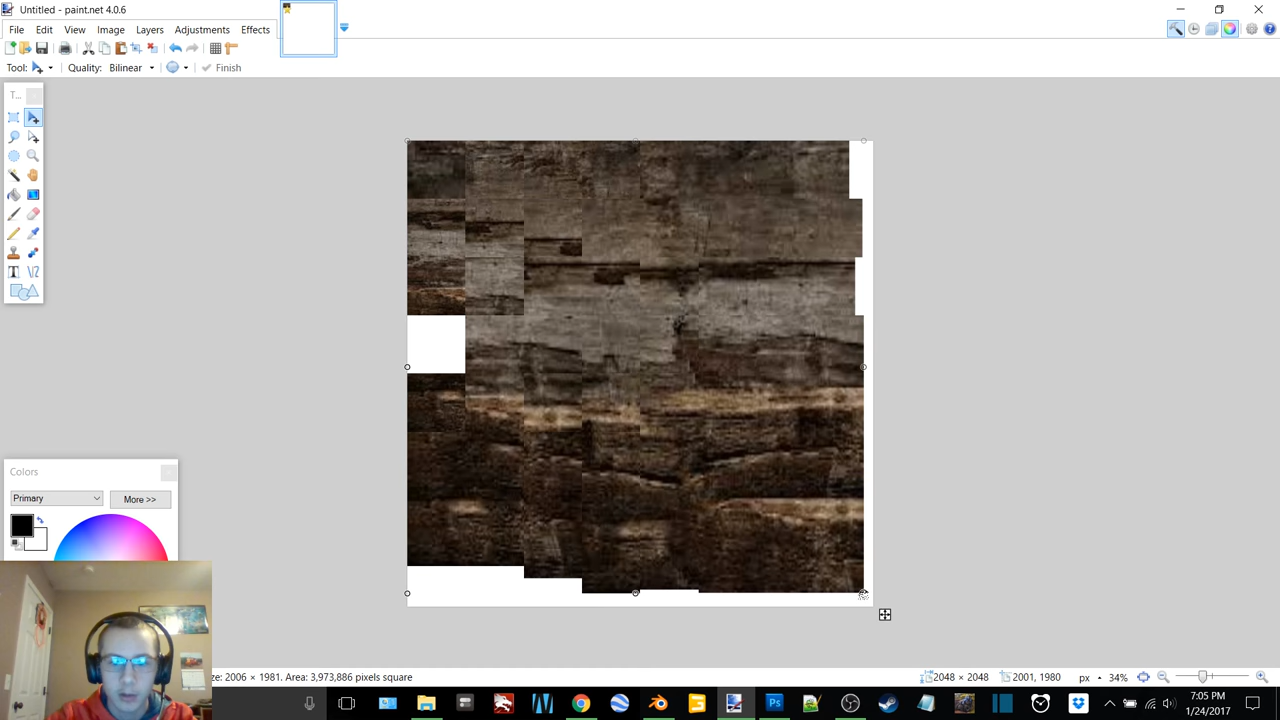 Untitled - paint.net 4.0.6
File Edit View Image Layers Adjustments Effects
Tool: Quality: Bilinear Finish
T...
Colors
Primary More >>
ze: 2006 × 1981. Area: 3,973,886 pixels square 2048 × 2048 2001, 1980 px 34%
7:05 PM
1/24/2017